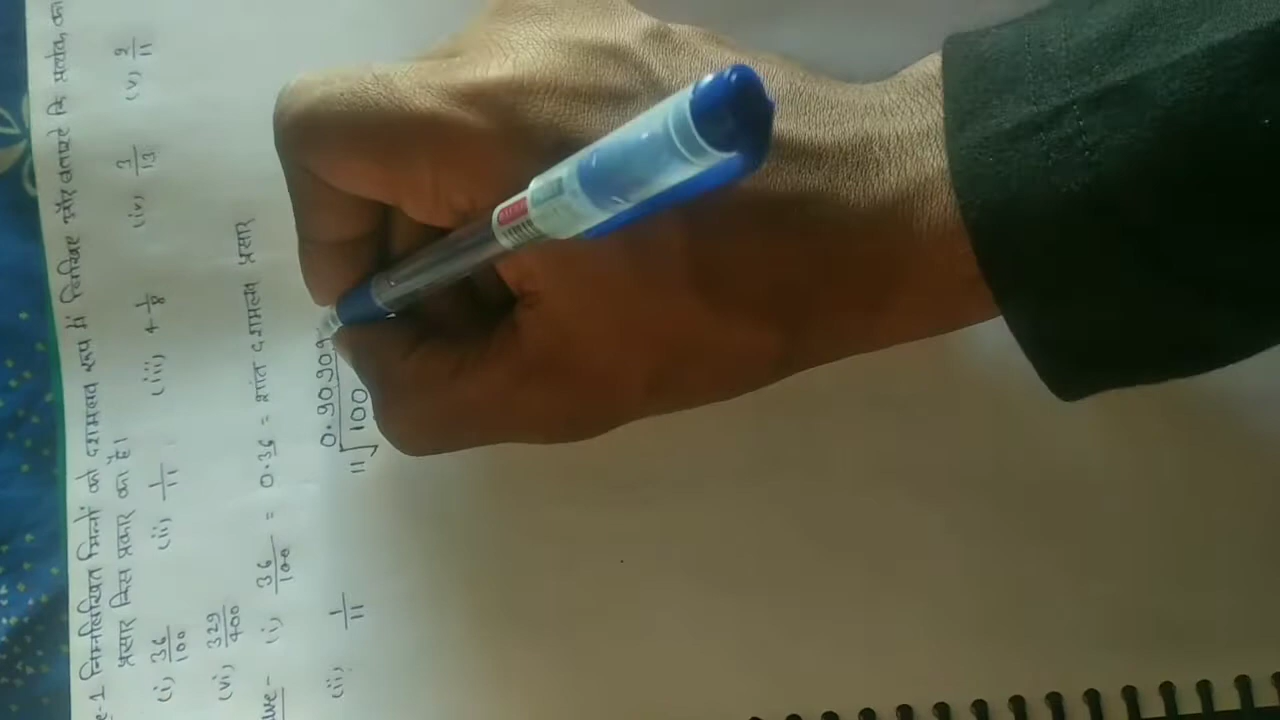 -1 निम्नलिखित भिन्नों को दशमलव रूप में लिखिए और बताइए कि प्रत्येक का
प्रसार किस प्रकार का है।
(i) 36/100 (ii) 1/11 (iii) 4 1/8 (iv) 3/13 (v) 2/11
(vi) 329/400
(i) 36/100 = 0.36 = शांत दशमलव प्रसार
(ii) 1/11
0.90909
11 100